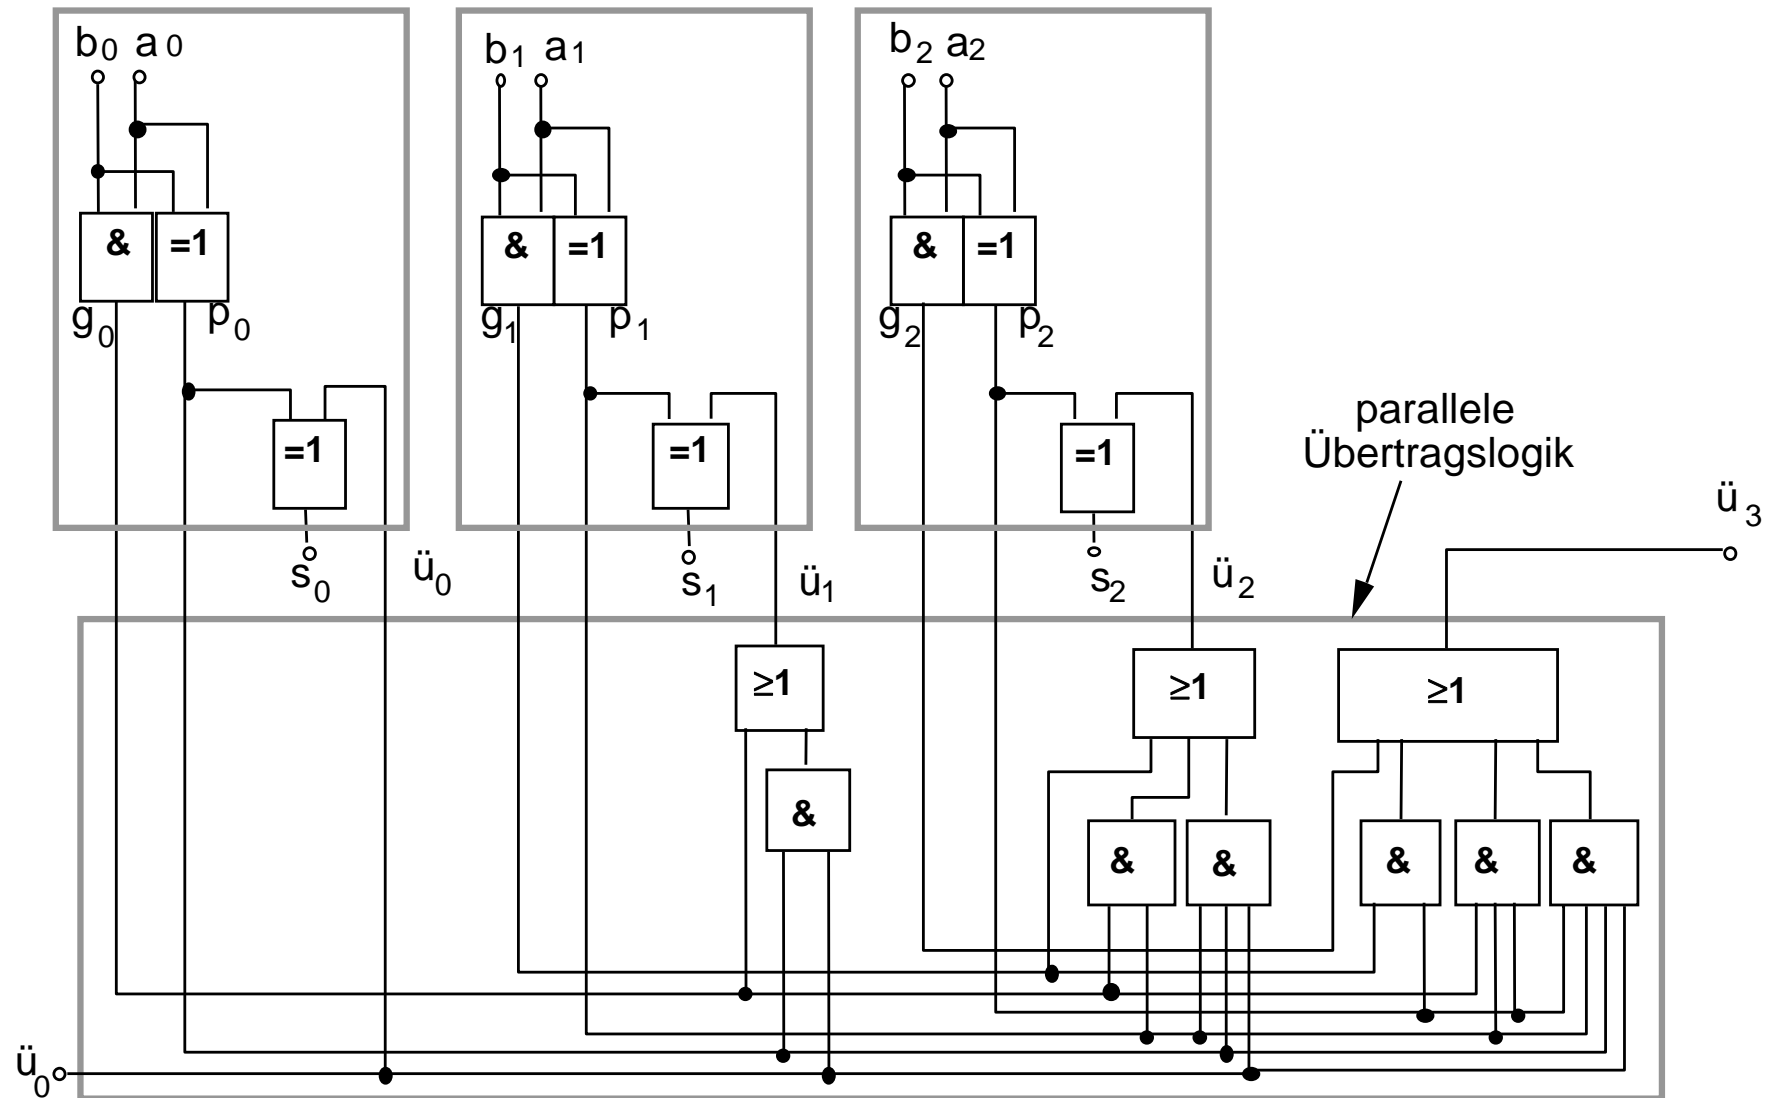 b0 a0
b1 a1
b2 a2
& =1
& =1
& =1
g0 p0
g1 p1
g2 p2
=1
=1
=1
parallele
Übertragslogik
ü3
s0 ü0
s1 ü1
s2 ü2
≥1
≥1
≥1
&
& &
& & &
ü0